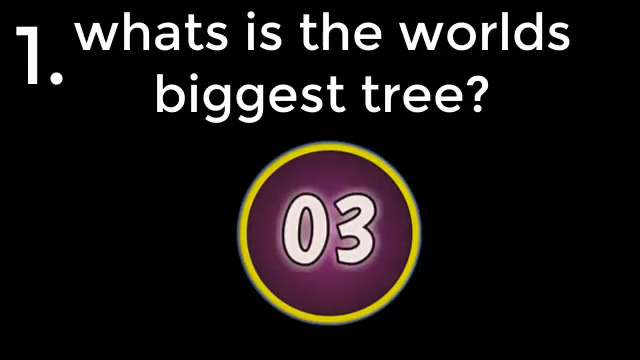 1. whats is the worlds
biggest tree?
03